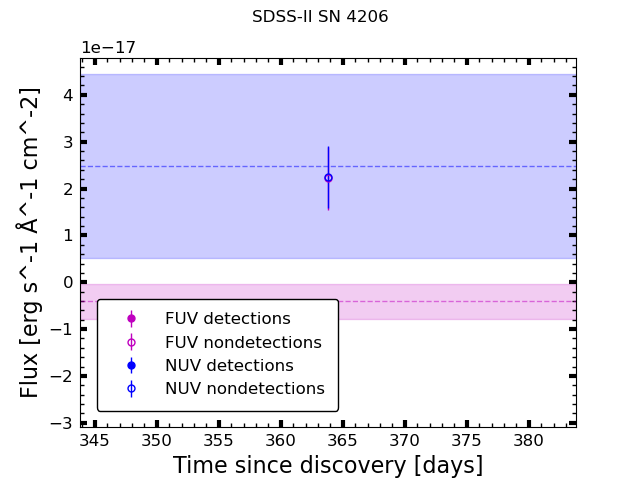 SDSS-II SN 4206
1e−17
4
3
2
1
0
−1
−2
−3
Flux [erg s^-1 Å^-1 cm^-2]
FUV detections
FUV nondetections
NUV detections
NUV nondetections
345 350 355 360 365 370 375 380
Time since discovery [days]